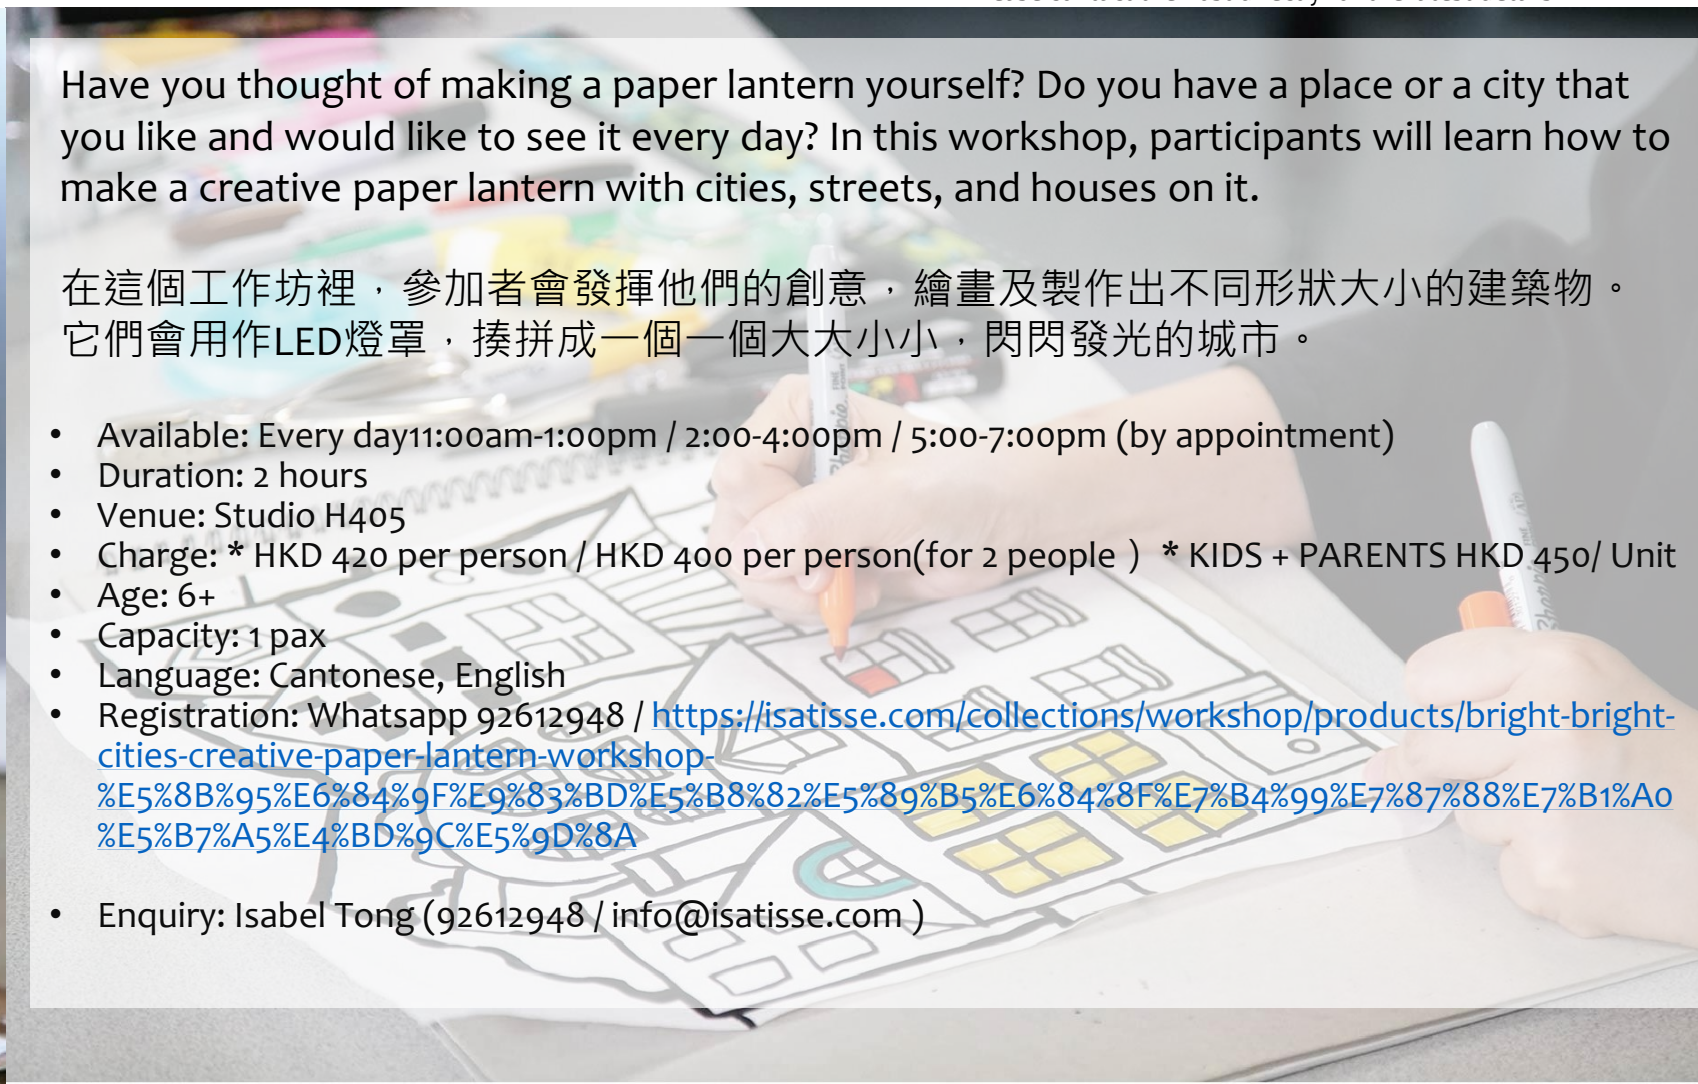 Have you thought of making a paper lantern yourself? Do you have a place or a city that
you like and would like to see it every day? In this workshop, participants will learn how to
make a creative paper lantern with cities, streets, and houses on it.
在這個工作坊裡，參加者會發揮他們的創意，繪畫及製作出不同形狀大小的建築物。
它們會用作LED燈罩，揍拼成一個一個大大小小，閃閃發光的城市。
• Available: Every day11:00am-1:00pm / 2:00-4:00pm / 5:00-7:00pm (by appointment)
• Duration: 2 hours
• Venue: Studio H405
• Charge: * HKD 420 per person / HKD 400 per person(for 2 people ) * KIDS + PARENTS HKD 450/ Unit
• Age: 6+
• Capacity: 1 pax
• Language: Cantonese, English
• Registration: Whatsapp 92612948 / https://isatisse.com/collections/workshop/products/bright-bright-
cities-creative-paper-lantern-workshop-
%E5%8B%95%E6%84%9F%E9%83%BD%E5%B8%82%E5%89%B5%E6%84%8F%E7%B4%99%E7%87%88%E7%B1%A0
%E5%B7%A5%E4%BD%9C%E5%9D%8A
• Enquiry: Isabel Tong (92612948 / info@isatisse.com )